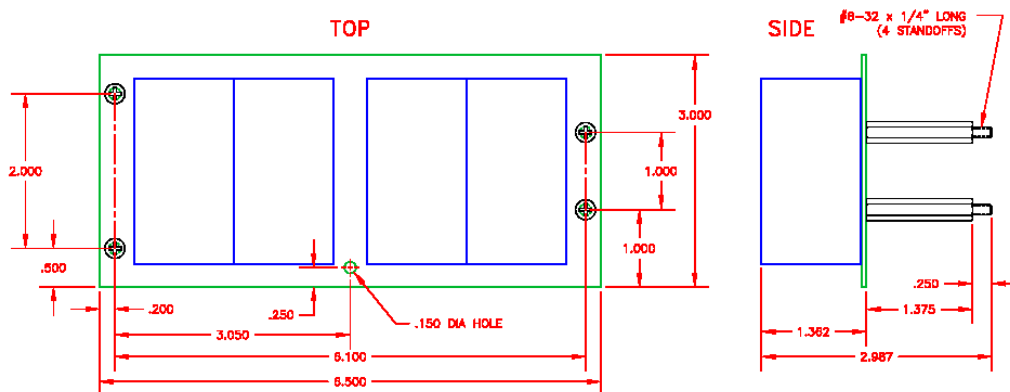 TOP
SIDE
#8-32 x 1/4" LONG
(4 STANDOFFS)
3.000
2.000
1.000
1.000
.500
.250
.200
.250
.150 DIA HOLE
1.375
3.050
1.362
6.100
2.987
6.500